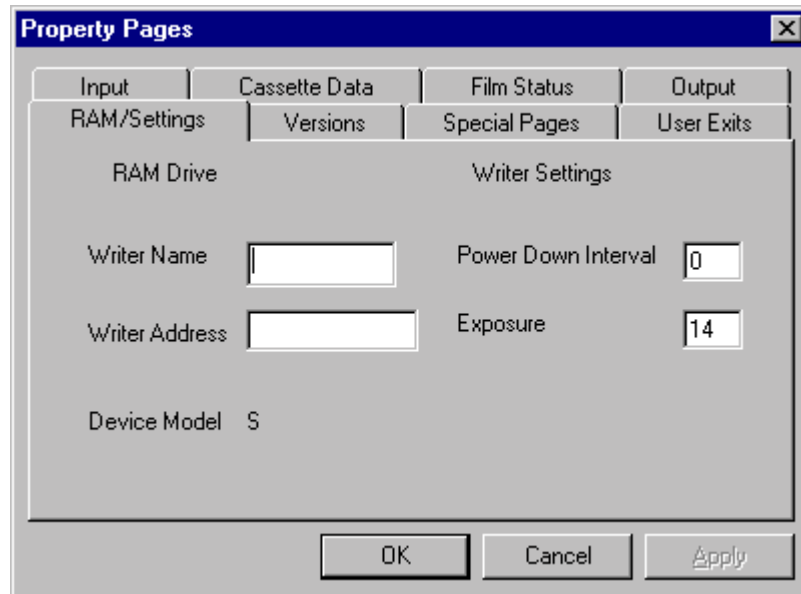 Property Pages
Input Cassette Data Film Status Output
RAM/Settings Versions Special Pages User Exits
RAM Drive Writer Settings
Writer Name Power Down Interval 0
Writer Address Exposure 14
Device Model S
OK Cancel Apply